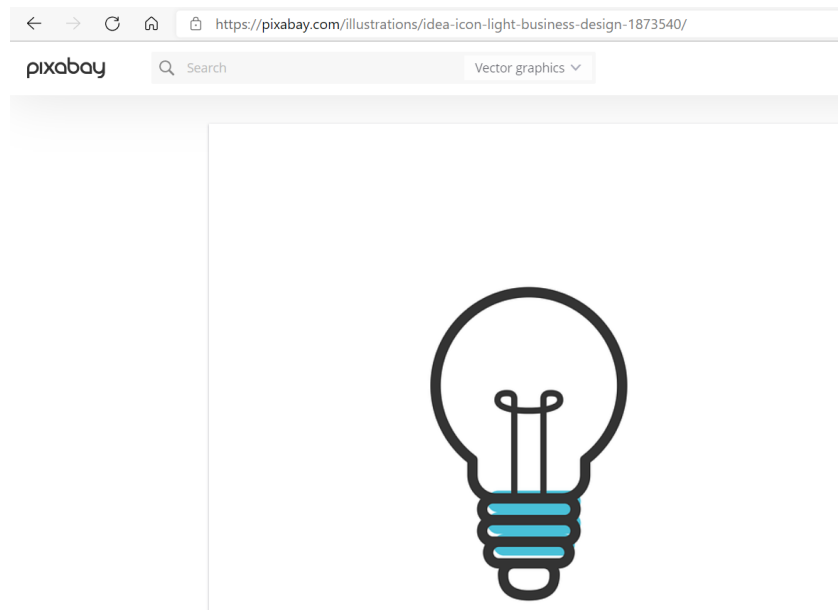 https://pixabay.com/illustrations/idea-icon-light-business-design-1873540/
pixabay
Search
Vector graphics